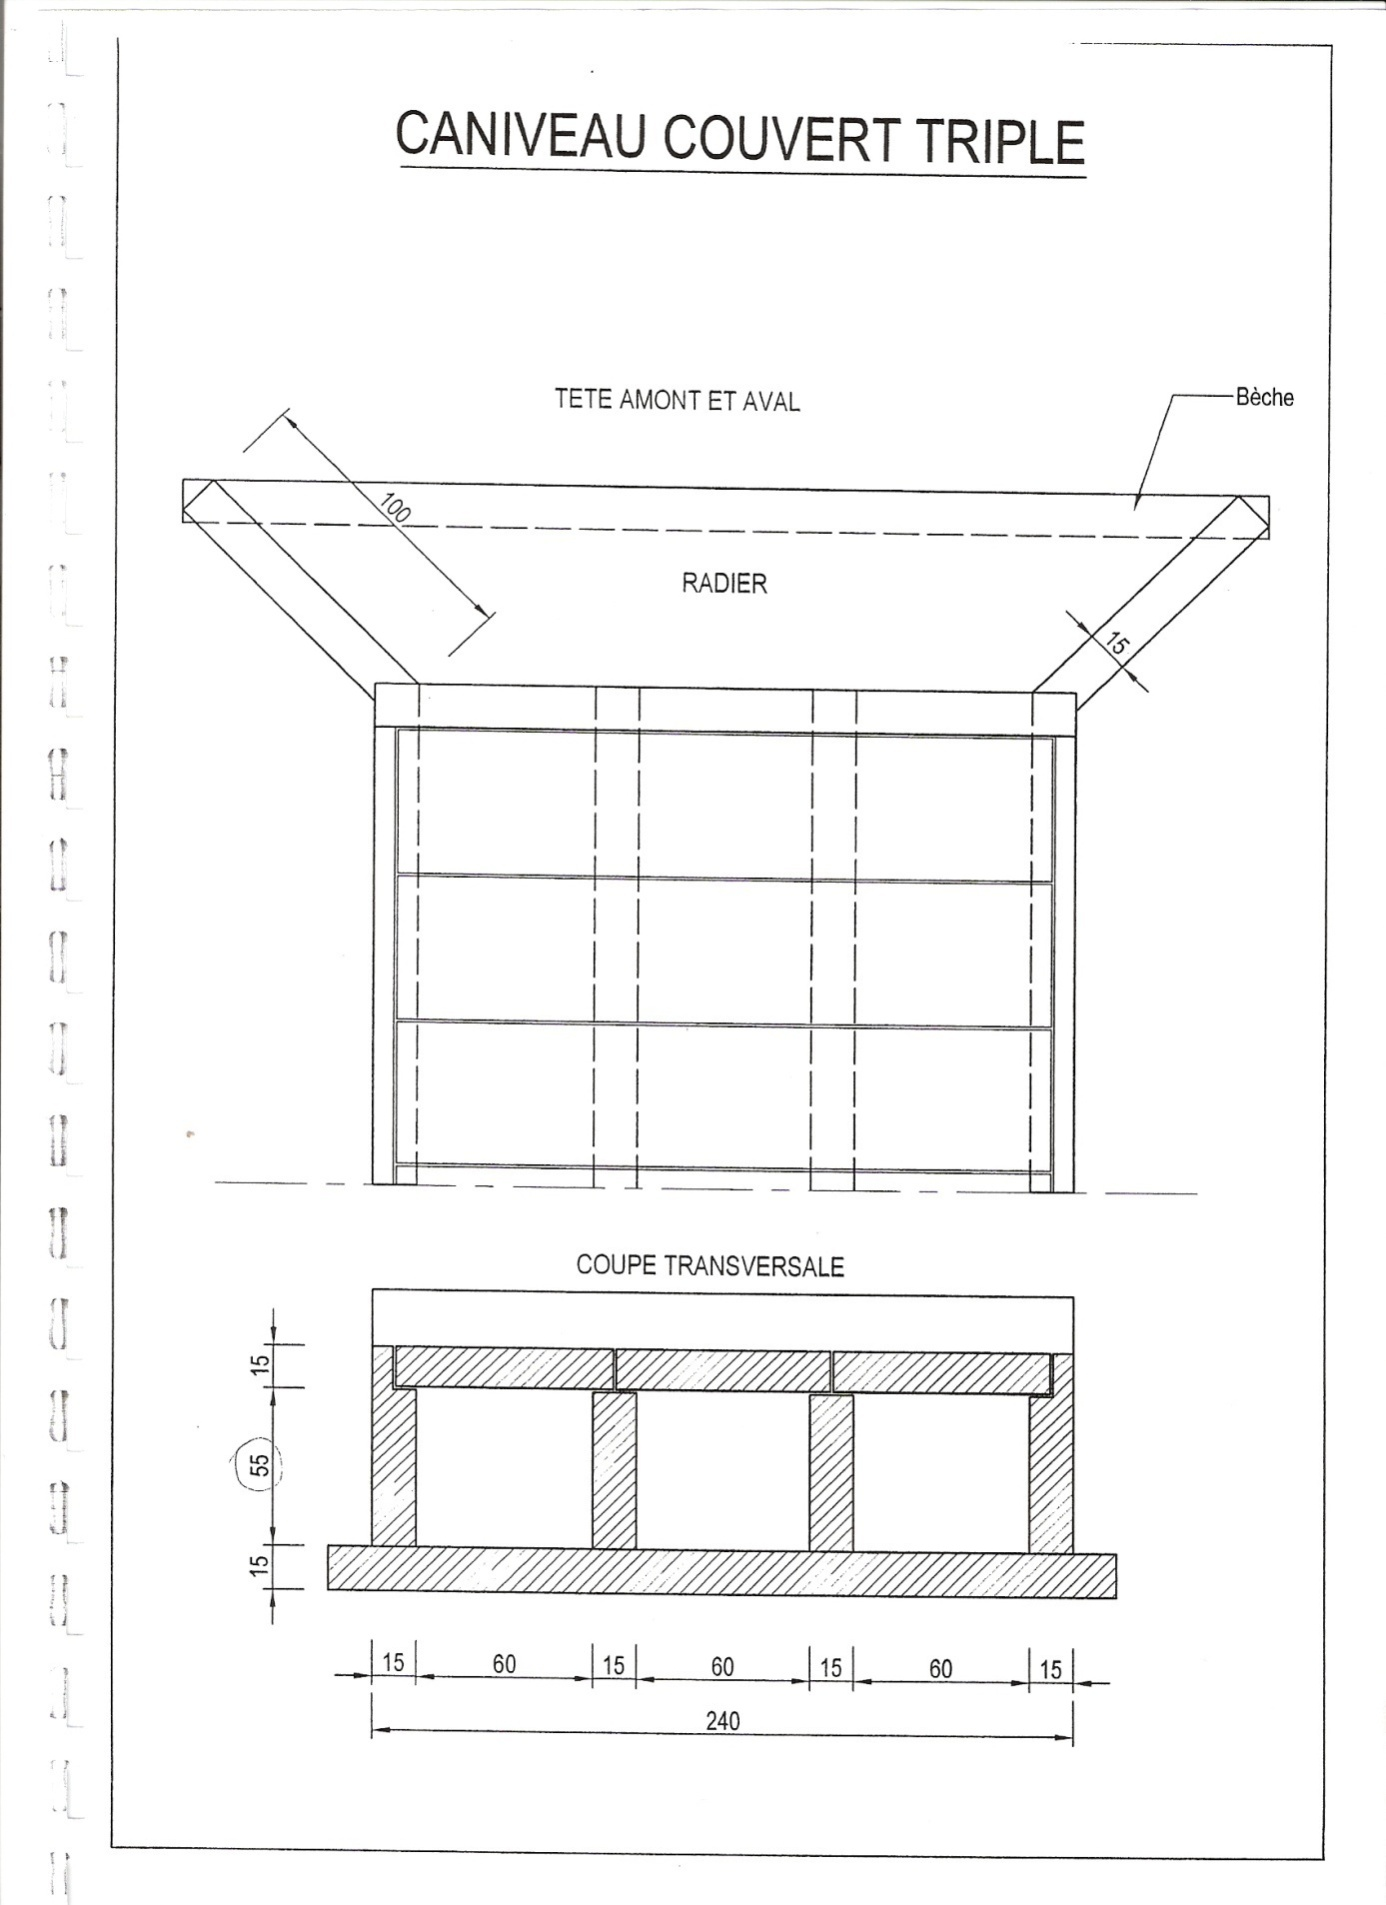 CANIVEAU COUVERT TRIPLE
TETE AMONT ET AVAL
Bèche
100
RADIER
15
COUPE TRANSVERSALE
15
55
15
15 60 15 60 15 60 15
240